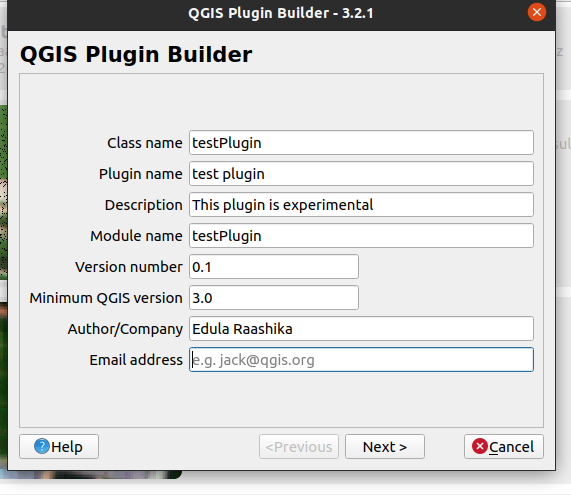 QGIS Plugin Builder - 3.2.1
QGIS Plugin Builder
Class name testPlugin
Plugin name test plugin
Description This plugin is experimental
Module name testPlugin
Version number 0.1
Minimum QGIS version 3.0
Author/Company Edula Raashika
Email address e.g. jack@qgis.org
Help <Previous Next > Cancel